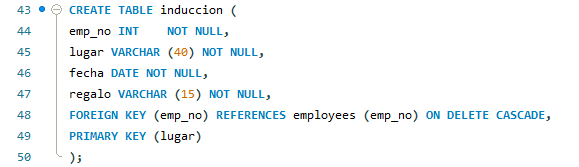 43 CREATE TABLE induccion (
44 emp_no INT    NOT NULL,
45 lugar VARCHAR (40) NOT NULL,
46 fecha DATE NOT NULL,
47 regalo VARCHAR (15) NOT NULL,
48 FOREIGN KEY (emp_no) REFERENCES employees (emp_no) ON DELETE CASCADE,
49 PRIMARY KEY (lugar)
50 );